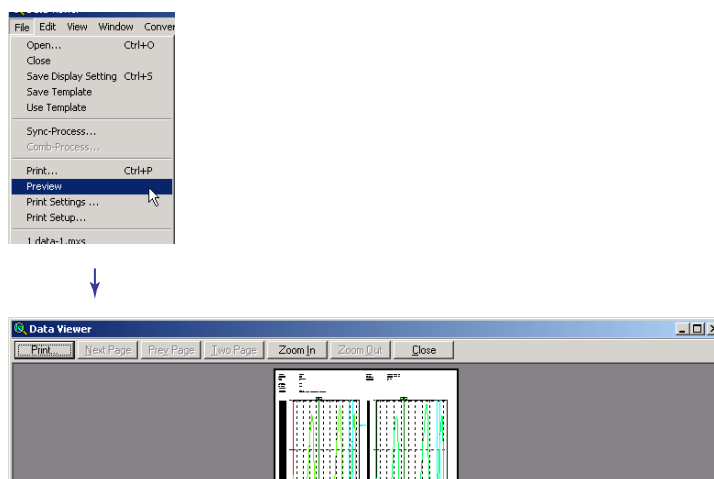 File Edit View Window Conver
Open... Ctrl+O
Close
Save Display Setting Ctrl+S
Save Template
Use Template
Sync-Process...
Comb-Process...
Print... Ctrl+P
Preview
Print Settings ...
Print Setup...
1 data-1.mxs
Data Viewer
Print... Next Page Prev Page Two Page Zoom In Zoom Out Close